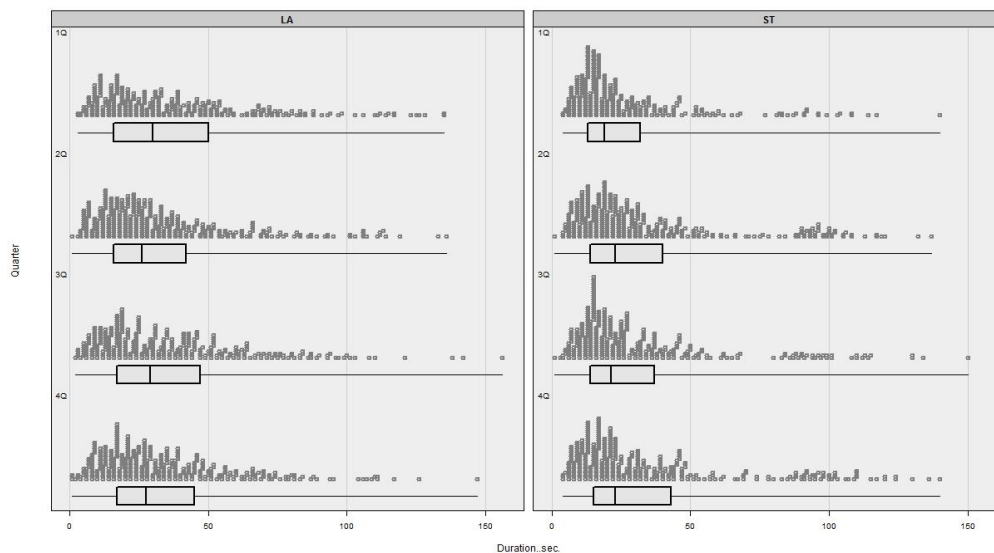 LA ST
1Q 1Q
2Q 2Q
3Q 3Q
4Q 4Q
Quarter
0 50 100 150 0 50 100 150
Duration..sec.